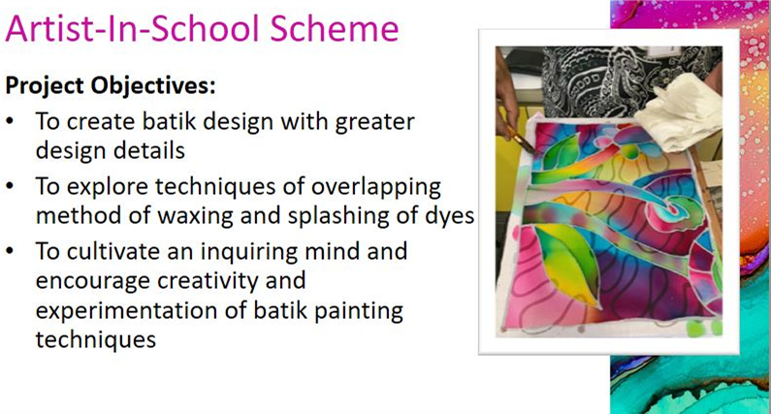 Artist-In-School Scheme
Project Objectives:
• To create batik design with greater
design details
• To explore techniques of overlapping
method of waxing and splashing of dyes
• To cultivate an inquiring mind and
encourage creativity and
experimentation of batik painting
techniques